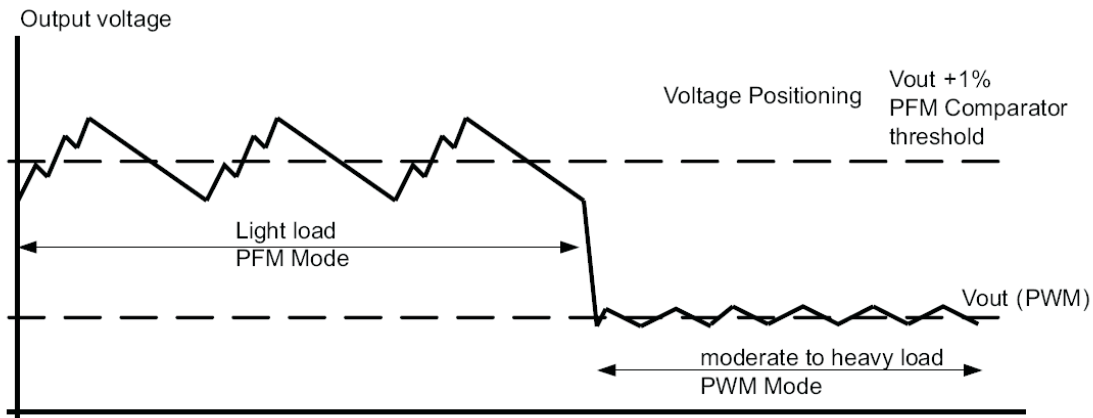 Output voltage
Voltage Positioning
Vout +1%
PFM Comparator
threshold
Light load
PFM Mode
Vout (PWM)
moderate to heavy load
PWM Mode